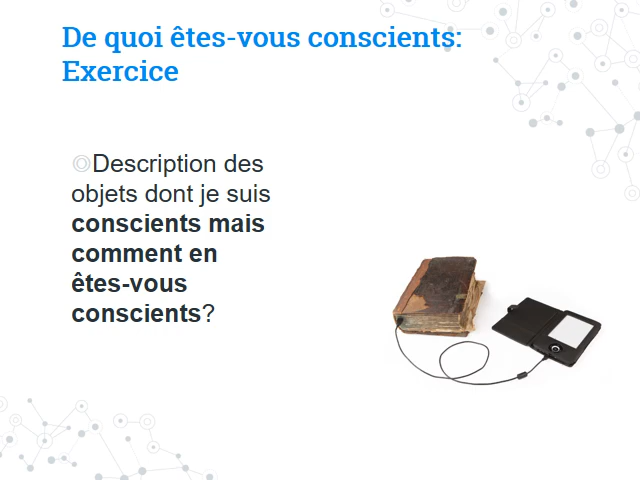 De quoi êtes-vous conscients:
Exercice
Description des
objets dont je suis
conscients mais
comment en
êtes-vous
conscients?